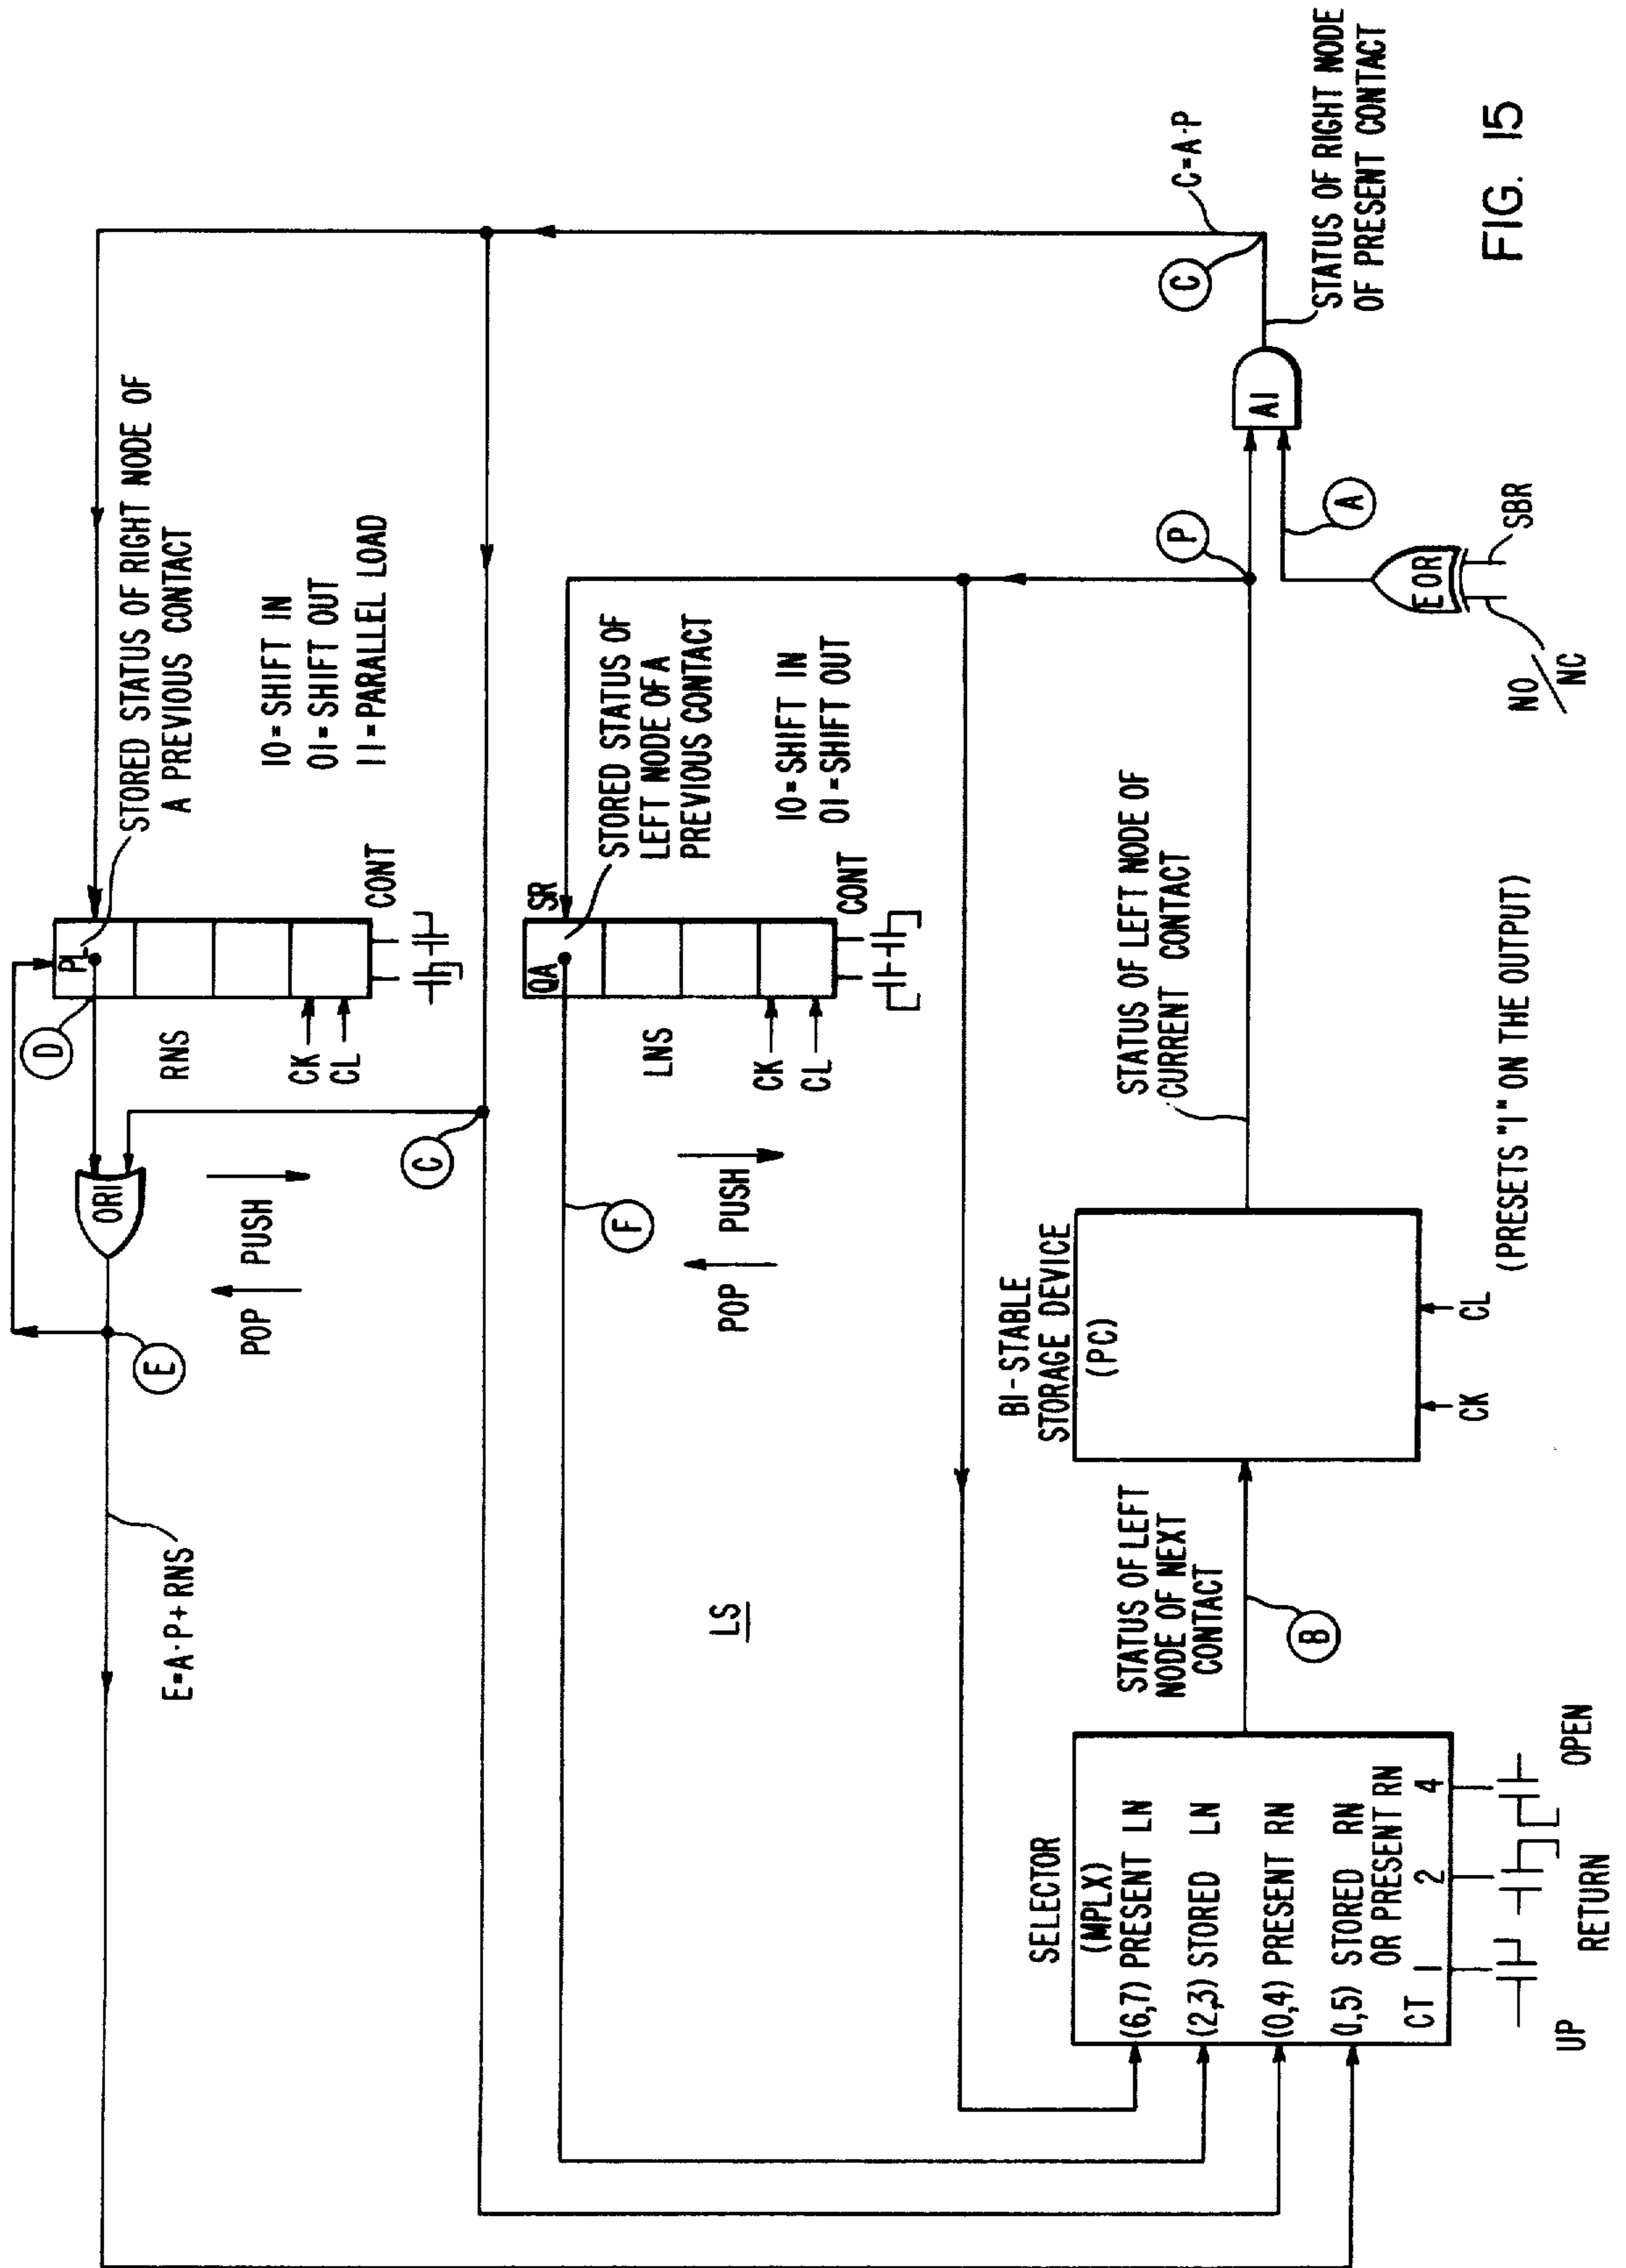 E=A·P+RNS
E
ORI
POP
PUSH
D
PL
RNS
CK
CL
CONT
STORED STATUS OF RIGHT NODE OF
A PREVIOUS CONTACT
10=SHIFT IN
01=SHIFT OUT
11=PARALLEL LOAD
C
F
POP
PUSH
QA
SR
LNS
CK
CL
CONT
STORED STATUS OF
LEFT NODE OF A
PREVIOUS CONTACT
10=SHIFT IN
01=SHIFT OUT
LS
SELECTOR
(MPLX)
(6,7) PRESENT LN
(2,3) STORED LN
(0,4) PRESENT RN
(1,5) STORED RN
OR PRESENT RN
CT 1 2 4
UP
RETURN
OPEN
STATUS OF LEFT
NODE OF NEXT
CONTACT
B
BI-STABLE
STORAGE DEVICE
(PC)
CK
CL
(PRESETS "1" ON THE OUTPUT)
STATUS OF LEFT NODE OF
CURRENT CONTACT
P
A
EOR
NO/NC
SBR
AI
C
C=A·P
STATUS OF RIGHT NODE
OF PRESENT CONTACT
FIG. 15